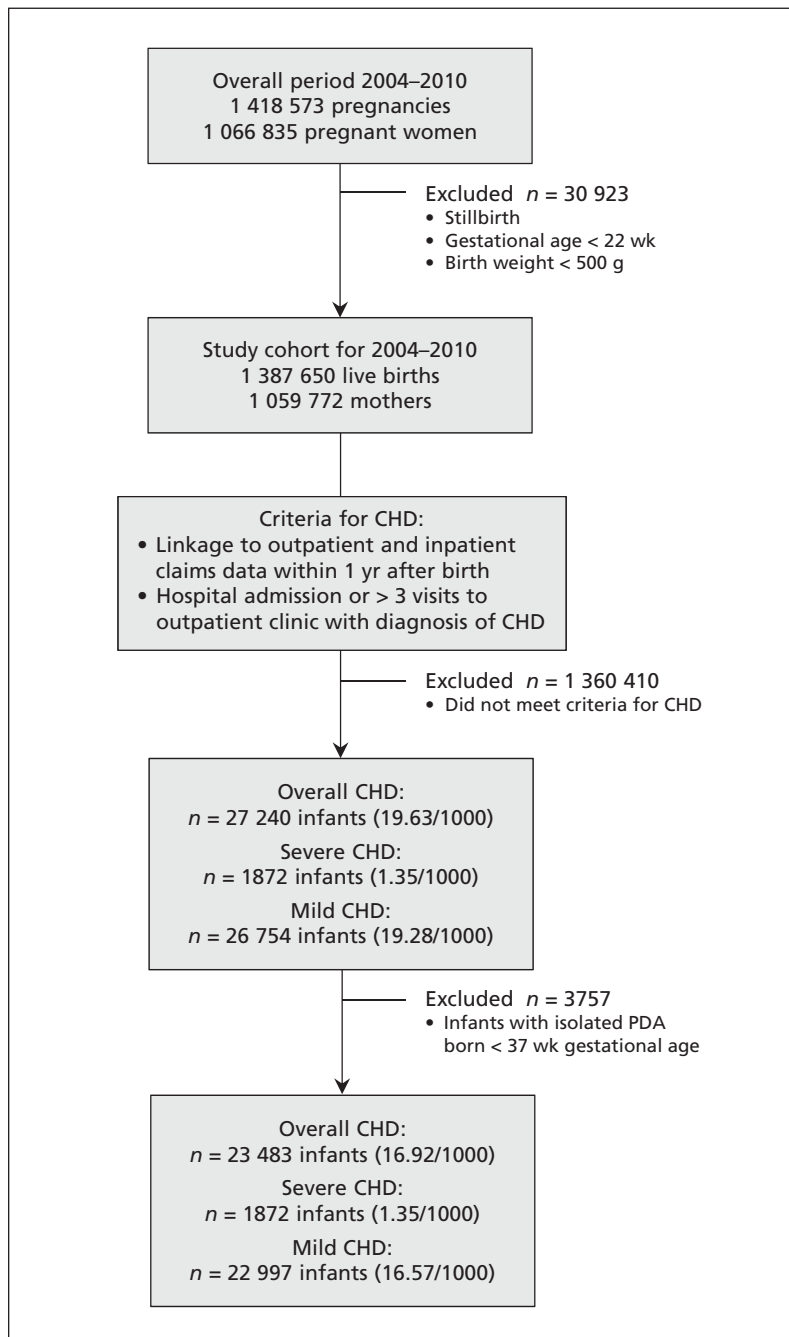 Overall period 2004–2010
1 418 573 pregnancies
1 066 835 pregnant women
Excluded n = 30 923
• Stillbirth
• Gestational age < 22 wk
• Birth weight < 500 g
Study cohort for 2004–2010
1 387 650 live births
1 059 772 mothers
Criteria for CHD:
• Linkage to outpatient and inpatient
claims data within 1 yr after birth
• Hospital admission or > 3 visits to
outpatient clinic with diagnosis of CHD
Excluded n = 1 360 410
• Did not meet criteria for CHD
Overall CHD:
n = 27 240 infants (19.63/1000)
Severe CHD:
n = 1872 infants (1.35/1000)
Mild CHD:
n = 26 754 infants (19.28/1000)
Excluded n = 3757
• Infants with isolated PDA
born < 37 wk gestational age
Overall CHD:
n = 23 483 infants (16.92/1000)
Severe CHD:
n = 1872 infants (1.35/1000)
Mild CHD:
n = 22 997 infants (16.57/1000)